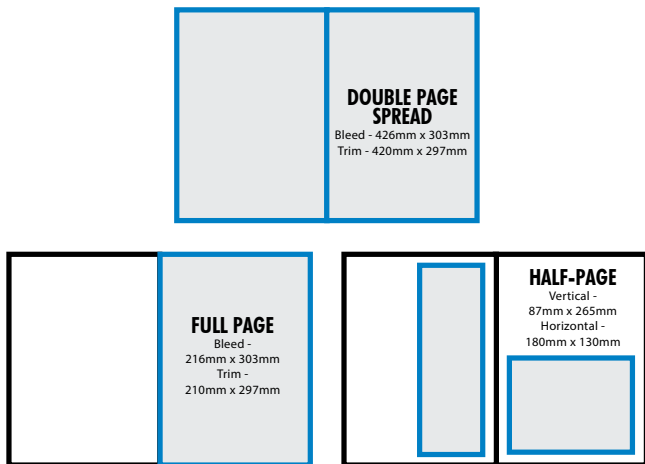 DOUBLE PAGE
SPREAD
Bleed - 426mm x 303mm
Trim - 420mm x 297mm
FULL PAGE
Bleed -
216mm x 303mm
Trim -
210mm x 297mm
HALF-PAGE
Vertical -
87mm x 265mm
Horizontal -
180mm x 130mm